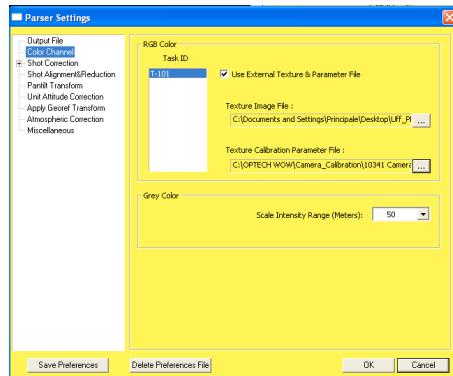 Parser Settings
Output File
Color Channel
Shot Correction
Shot Alignment&Reduction
Pantilt Transform
Unit Attitude Correction
Apply Georef Transform
Atmospheric Correction
Miscellaneous
RGB Color
Task ID
T-101
Use External Texture & Parameter File
Texture Image File :
C:\Documents and Settings\Principale\Desktop\Uff_Pl
...
Texture Calibration Parameter File :
C:\OPTECH WOW\Camera_Calibration\10341 Camera
...
Grey Color
Scale Intensity Range (Meters):
50
Save Preferences
Delete Preferences File
OK
Cancel